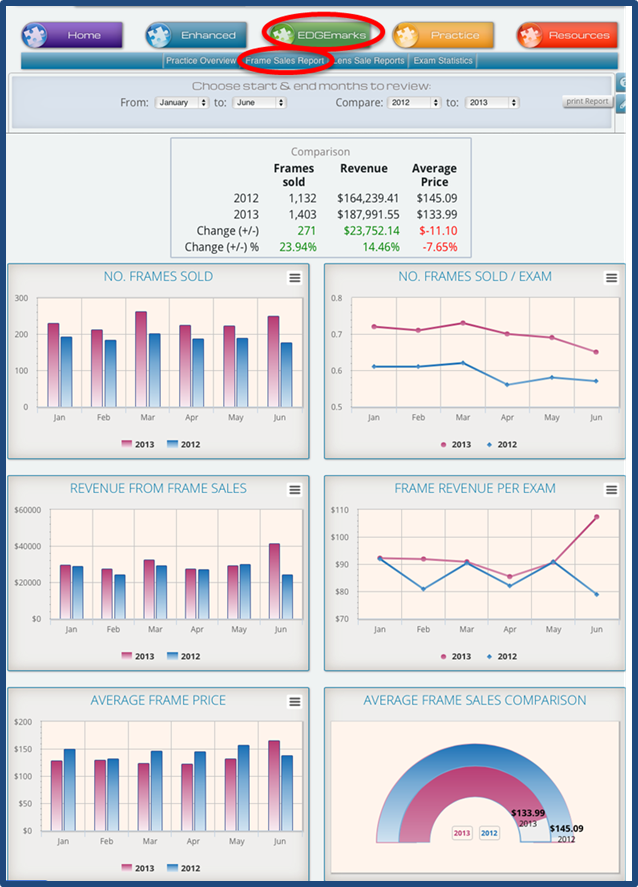 Home Enhanced EDGEmarks Practice Resources
Practice Overview Frame Sales Report Lens Sale Reports Exam Statistics
Choose start & end months to review:
From: January to: June Compare: 2012 to: 2013 print Report
Comparison
Frames sold Revenue Average Price
2012 1,132 $164,239.41 $145.09
2013 1,403 $187,991.55 $133.99
Change (+/-) 271 $23,752.14 $-11.10
Change (+/-) % 23.94% 14.46% -7.65%
NO. FRAMES SOLD
300
200
100
0
Jan Feb Mar Apr May Jun
2013 2012
NO. FRAMES SOLD / EXAM
0.8
0.7
0.6
0.5
Jan Feb Mar Apr May Jun
2013 2012
REVENUE FROM FRAME SALES
$60000
$40000
$20000
$0
Jan Feb Mar Apr May Jun
2013 2012
FRAME REVENUE PER EXAM
$110
$100
$90
$80
$70
Jan Feb Mar Apr May Jun
2013 2012
AVERAGE FRAME PRICE
$200
$150
$100
$50
$0
Jan Feb Mar Apr May Jun
2013 2012
AVERAGE FRAME SALES COMPARISON
$133.99
2013
$145.09
2012
2013 2012